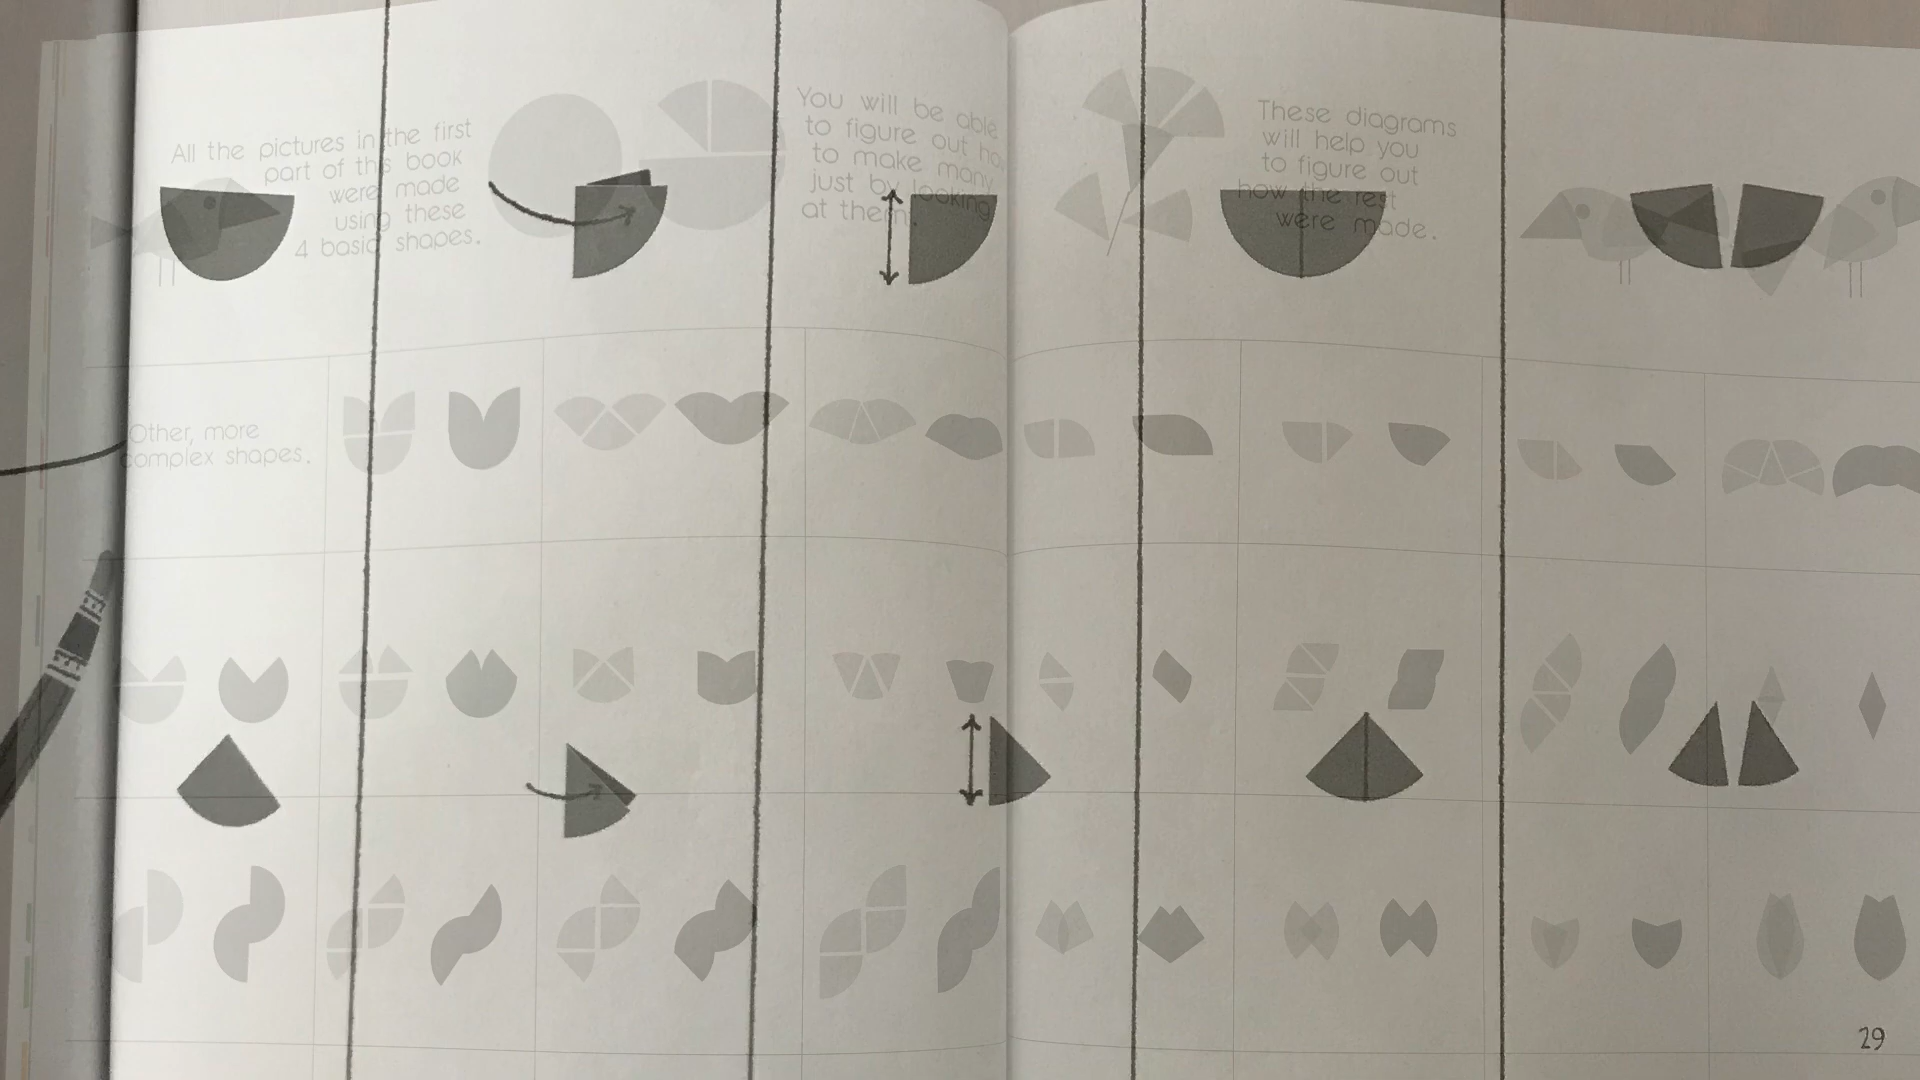 All the pictures in the first
part of this book
were made
using these
4 basic shapes.
You will be able
to figure out how
to make many
just by looking
at them.
These diagrams
will help you
to figure out
how the rest
were made.
Other, more
complex shapes.
29